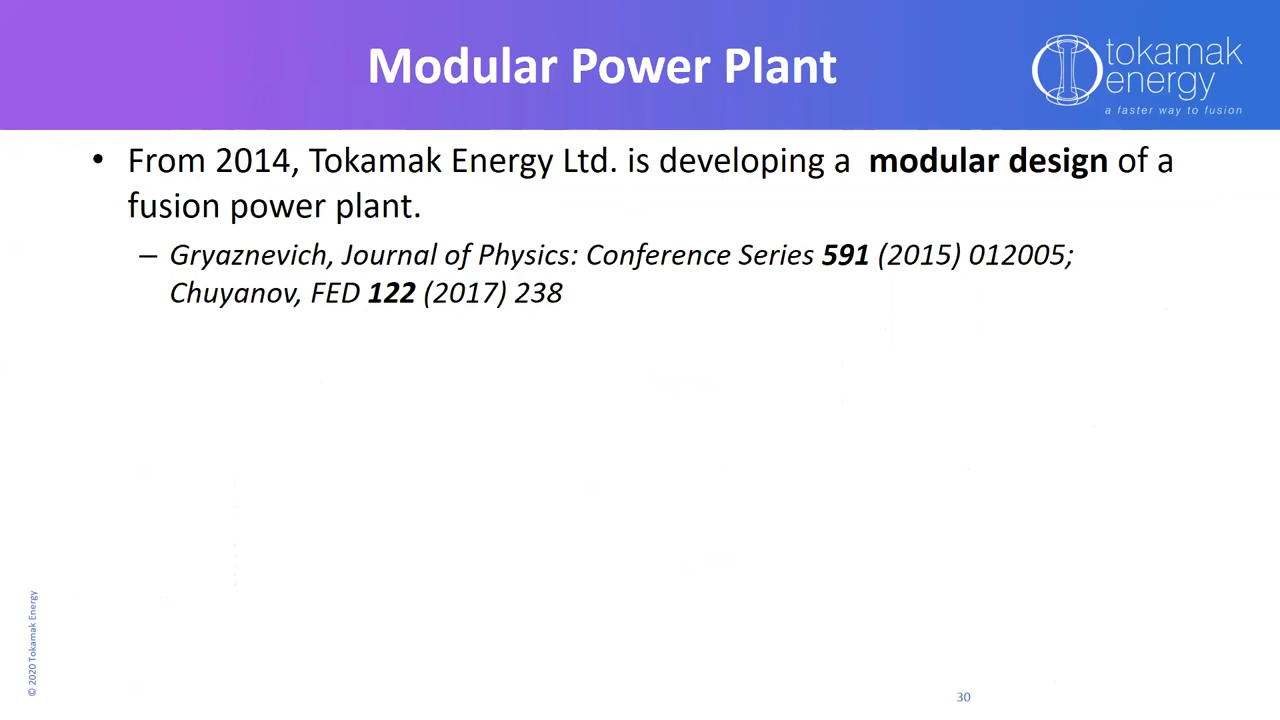 Modular Power Plant
tokamak
energy
a faster way to fusion
• From 2014, Tokamak Energy Ltd. is developing a modular design of a
fusion power plant.
– Gryaznevich, Journal of Physics: Conference Series 591 (2015) 012005;
Chuyanov, FED 122 (2017) 238
© 2020 Tokamak Energy
30